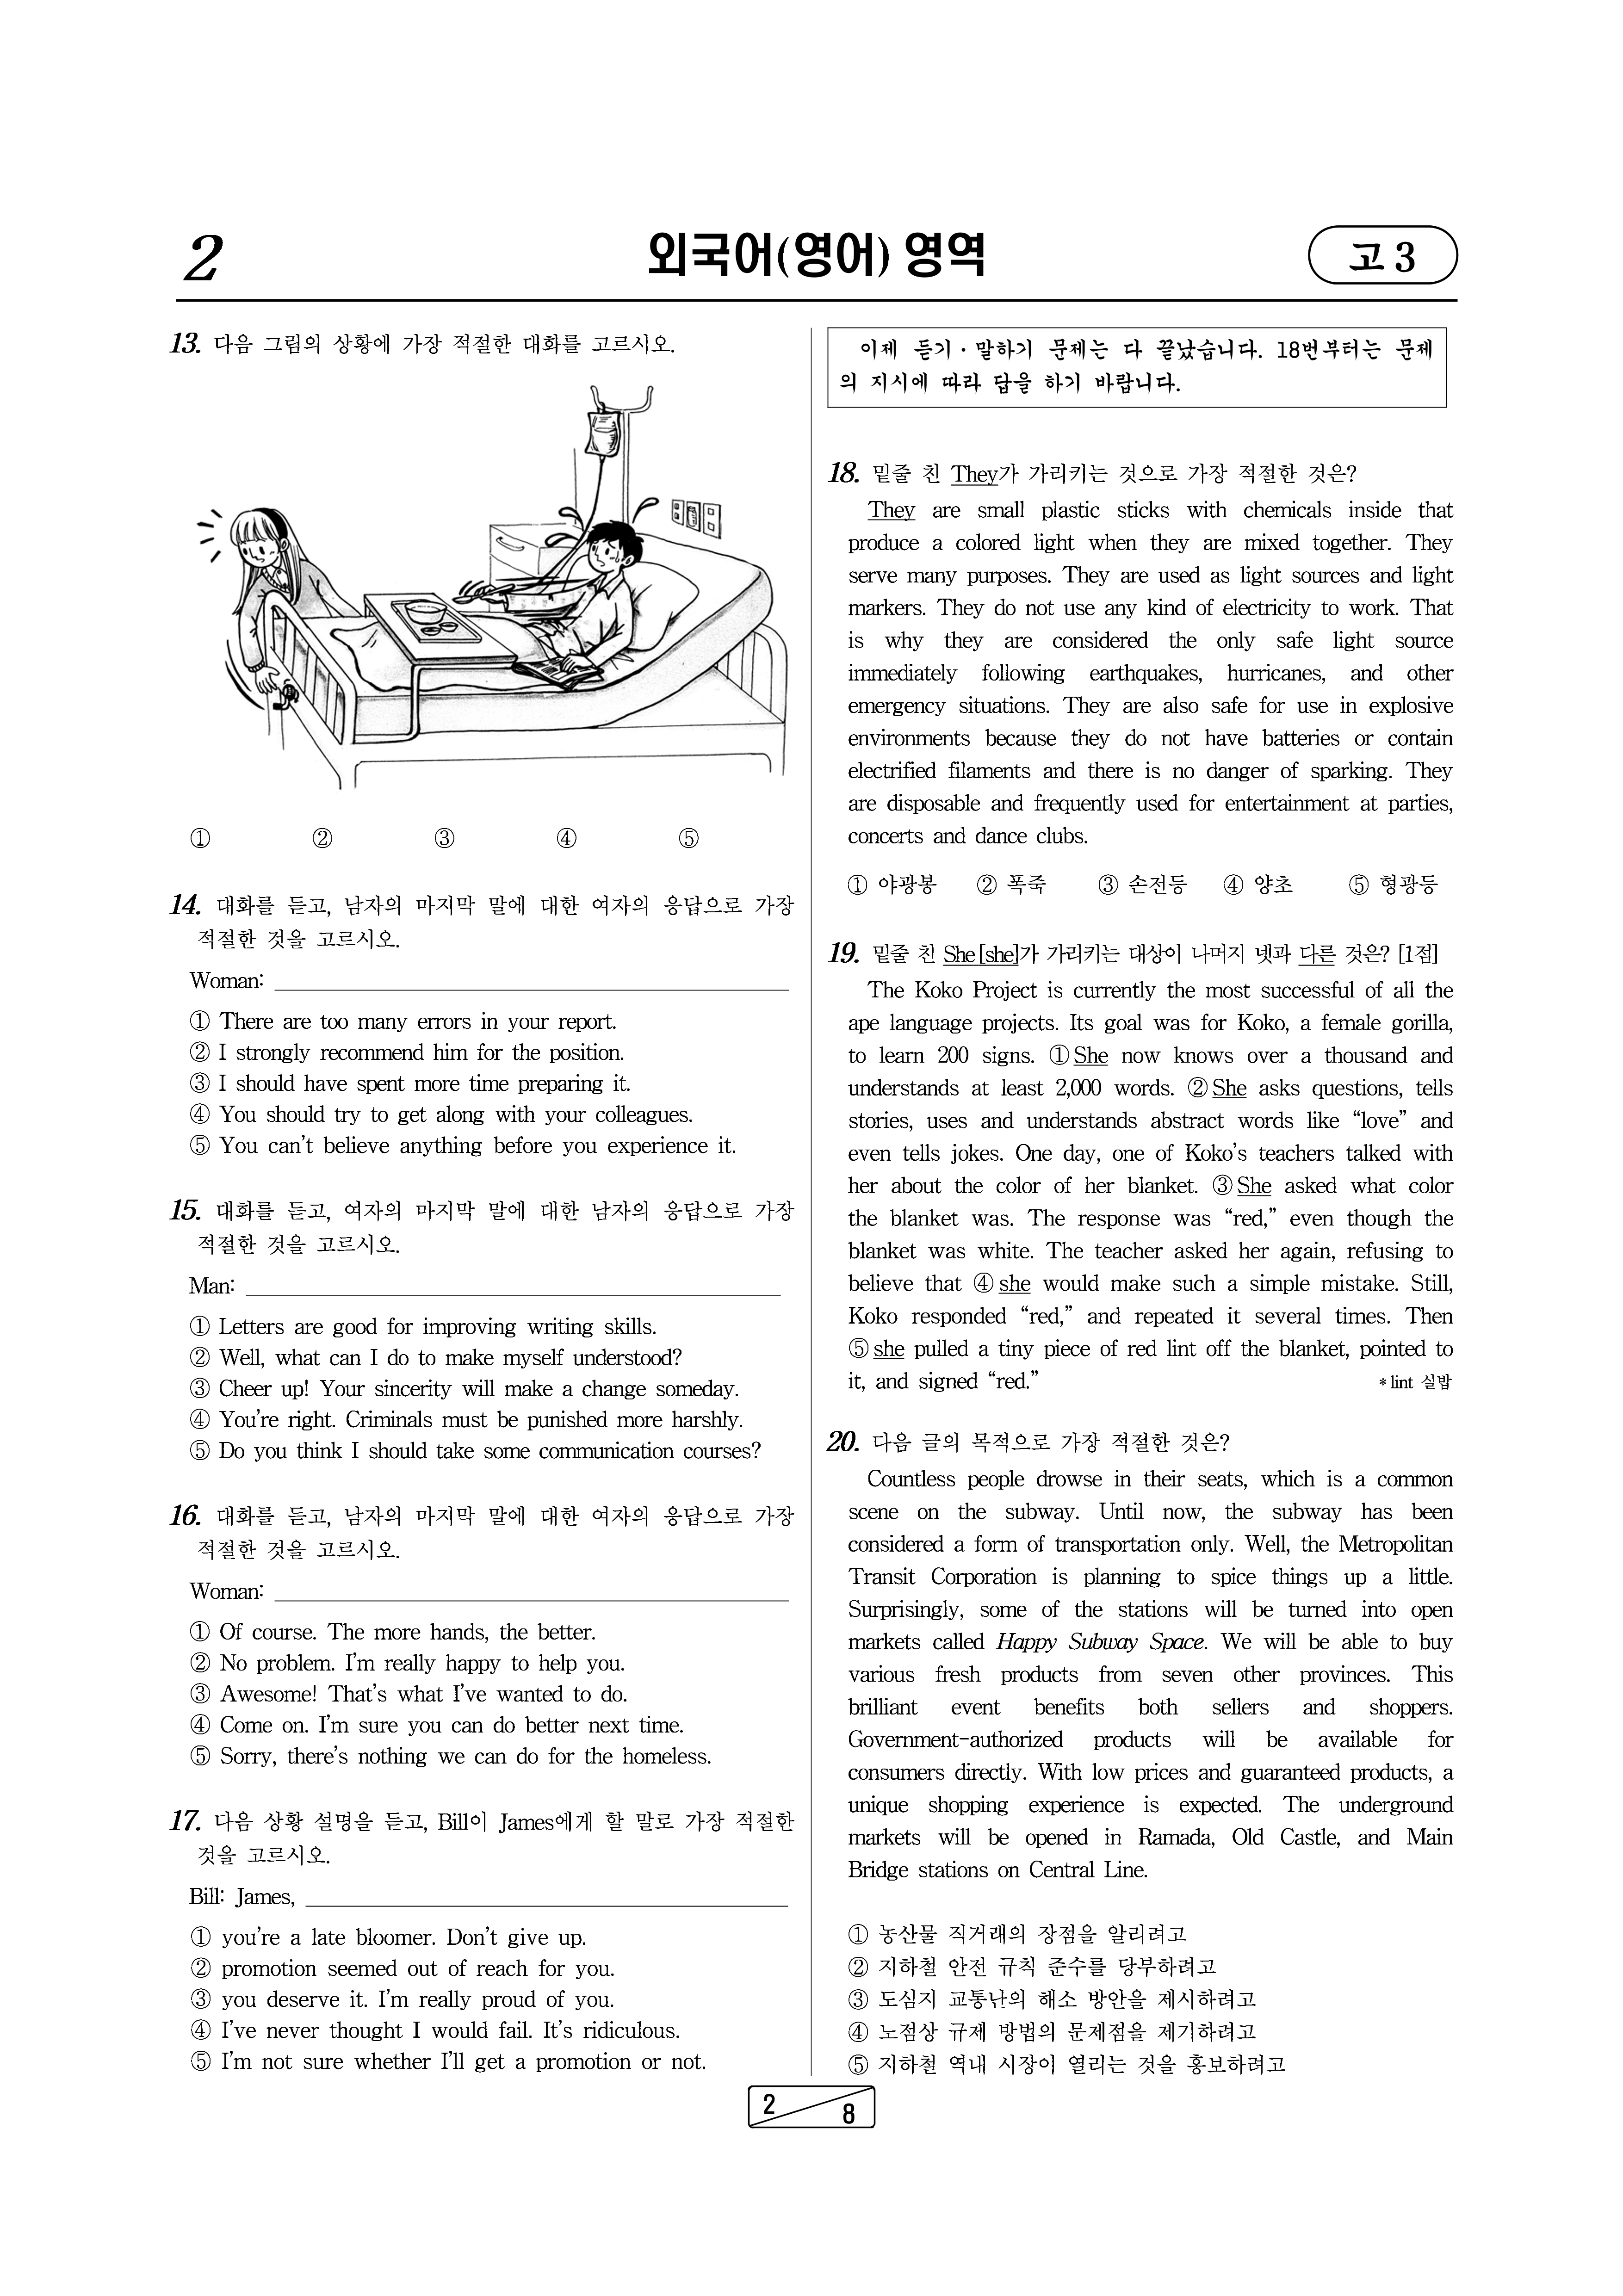 2
외국어(영어) 영역
고 3
13. 다음 그림의 상황에 가장 적절한 대화를 고르시오.
① ② ③ ④ ⑤
14. 대화를 듣고, 남자의 마지막 말에 대한 여자의 응답으로 가장
적절한 것을 고르시오.
Woman:
① There are too many errors in your report.
② I strongly recommend him for the position.
③ I should have spent more time preparing it.
④ You should try to get along with your colleagues.
⑤ You can't believe anything before you experience it.
15. 대화를 듣고, 여자의 마지막 말에 대한 남자의 응답으로 가장
적절한 것을 고르시오.
Man:
① Letters are good for improving writing skills.
② Well, what can I do to make myself understood?
③ Cheer up! Your sincerity will make a change someday.
④ You're right. Criminals must be punished more harshly.
⑤ Do you think I should take some communication courses?
16. 대화를 듣고, 남자의 마지막 말에 대한 여자의 응답으로 가장
적절한 것을 고르시오.
Woman:
① Of course. The more hands, the better.
② No problem. I'm really happy to help you.
③ Awesome! That's what I've wanted to do.
④ Come on. I'm sure you can do better next time.
⑤ Sorry, there's nothing we can do for the homeless.
17. 다음 상황 설명을 듣고, Bill이 James에게 할 말로 가장 적절한
것을 고르시오.
Bill: James,
① you're a late bloomer. Don't give up.
② promotion seemed out of reach for you.
③ you deserve it. I'm really proud of you.
④ I've never thought I would fail. It's ridiculous.
⑤ I'm not sure whether I'll get a promotion or not.
이제 듣기·말하기 문제는 다 끝났습니다. 18번부터는 문제
의 지시에 따라 답을 하기 바랍니다.
18. 밑줄 친 They가 가리키는 것으로 가장 적절한 것은?
They are small plastic sticks with chemicals inside that
produce a colored light when they are mixed together. They
serve many purposes. They are used as light sources and light
markers. They do not use any kind of electricity to work. That
is why they are considered the only safe light source
immediately following earthquakes, hurricanes, and other
emergency situations. They are also safe for use in explosive
environments because they do not have batteries or contain
electrified filaments and there is no danger of sparking. They
are disposable and frequently used for entertainment at parties,
concerts and dance clubs.
① 야광봉 ② 폭죽 ③ 손전등 ④ 양초 ⑤ 형광등
19. 밑줄 친 She[she]가 가리키는 대상이 나머지 넷과 다른 것은? [1점]
The Koko Project is currently the most successful of all the
ape language projects. Its goal was for Koko, a female gorilla,
to learn 200 signs. ① She now knows over a thousand and
understands at least 2,000 words. ② She asks questions, tells
stories, uses and understands abstract words like “love” and
even tells jokes. One day, one of Koko's teachers talked with
her about the color of her blanket. ③ She asked what color
the blanket was. The response was “red,” even though the
blanket was white. The teacher asked her again, refusing to
believe that ④ she would make such a simple mistake. Still,
Koko responded “red,” and repeated it several times. Then
⑤ she pulled a tiny piece of red lint off the blanket, pointed to
it, and signed “red.” * lint 실밥
20. 다음 글의 목적으로 가장 적절한 것은?
Countless people drowse in their seats, which is a common
scene on the subway. Until now, the subway has been
considered a form of transportation only. Well, the Metropolitan
Transit Corporation is planning to spice things up a little.
Surprisingly, some of the stations will be turned into open
markets called Happy Subway Space. We will be able to buy
various fresh products from seven other provinces. This
brilliant event benefits both sellers and shoppers.
Government-authorized products will be available for
consumers directly. With low prices and guaranteed products, a
unique shopping experience is expected. The underground
markets will be opened in Ramada, Old Castle, and Main
Bridge stations on Central Line.
① 농산물 직거래의 장점을 알리려고
② 지하철 안전 규칙 준수를 당부하려고
③ 도심지 교통난의 해소 방안을 제시하려고
④ 노점상 규제 방법의 문제점을 제기하려고
⑤ 지하철 역내 시장이 열리는 것을 홍보하려고
2 8